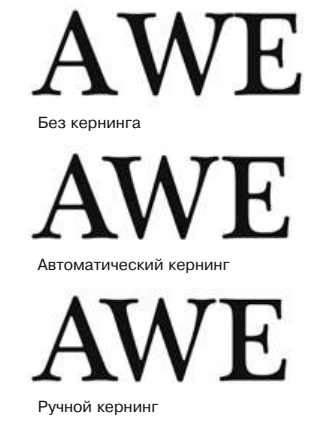 AWE
Без кернинга
AWE
Автоматический кернинг
AWE
Ручной кернинг